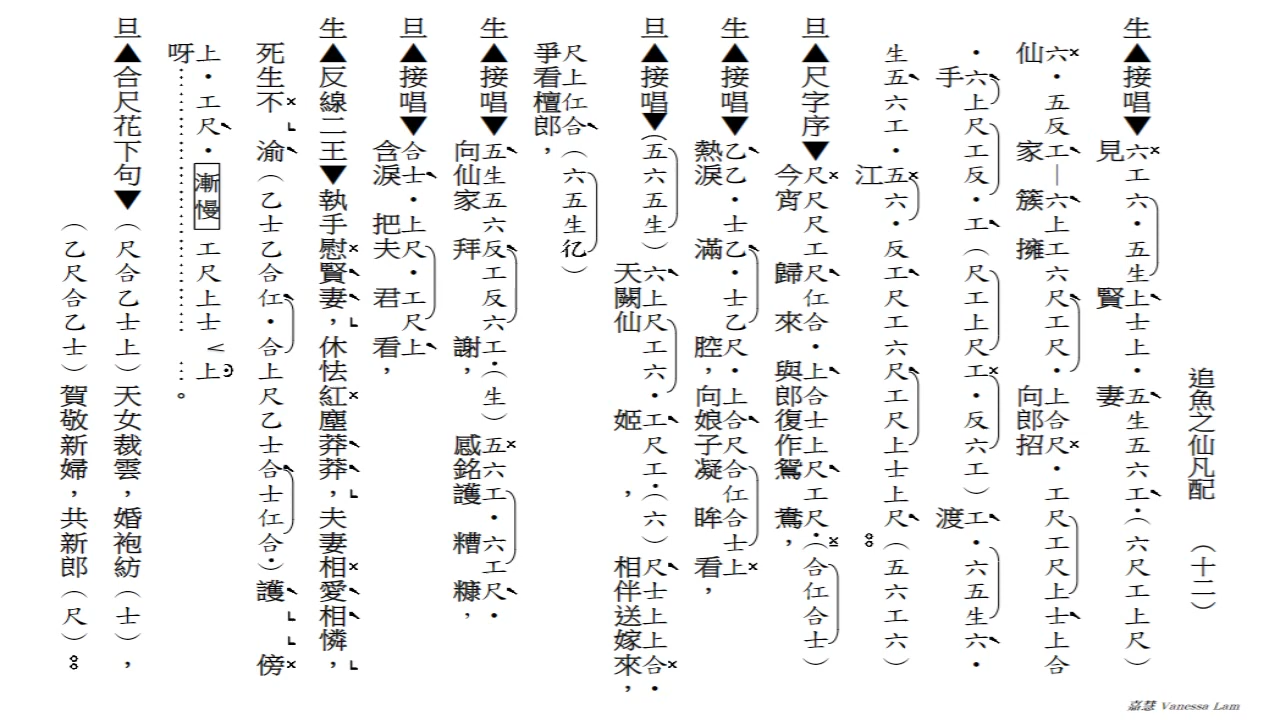 追魚之仙凡配 （十二）
生▲接唱▼六工六．五生上士上．五生五六工．（六尺工上尺）
見 賢 妻
六．五反工—六上工六尺工尺．上合尺．工尺工尺上士上合
仙 家 簇 擁 向郎招
．六上尺工反．工（尺工上尺工．反六工）工．六五生六．
手 渡
生五六工．五六．反工尺工六尺工尺上士上尺（五六工六）
江
旦▲尺字序▼尺尺尺工尺仜合．上合士上尺工尺．（合仜合士）
今宵 歸 來 與郎復作鴛 鴦，
生▲接唱▼乙乙．士乙．士乙尺．上合尺合仜合士上
熱淚 滿 腔，向娘子凝 眸 看，
旦▲接唱▼（五六五生）六上尺工六．工尺工．（六）尺士上上合．
天闕仙 姬 ， 相伴送嫁來，
尺上仜合（六五生亿）
爭看檀郎，
生▲接唱▼五生五六反工反六工．（生）五六工．六工尺．
向仙家 拜 謝， 感銘護 糟 糠，
旦▲接唱▼合士．上尺．工尺上
含淚 把夫 君 看，
生▲反線二王▼執手慰賢妻，休怯紅塵莽莽，夫妻相愛相憐，
死生不 渝（乙士乙合仜．合上尺乙士合士仜合．）護 傍
上．工尺．漸慢工尺上士＜上
呀…………………………… …。
旦▲合尺花下句▼（尺合乙士上）天女裁雲，婚袍紡（士），
（乙尺合乙士）賀敬新婦，共新郎（尺）
嘉慧 Vanessa Lam